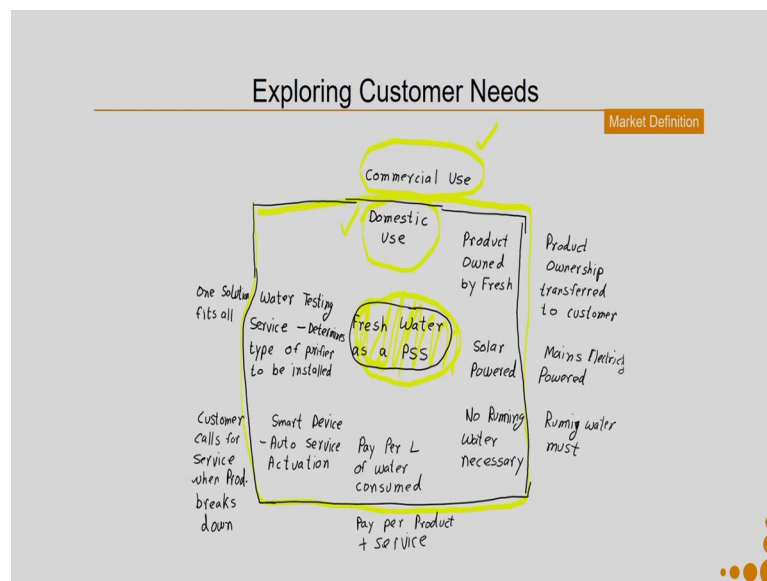 Exploring Customer Needs
Market Definition
Commercial Use
Domestic
Use
Product
Owned
by Fresh
Product
Ownership
transferred
to customer
One Solution
fits all
Water Testing
Service - Determines
type of purifier
to be installed
Fresh Water
as a PSS
Solar
Powered
Mains Electricity
Powered
Customer
calls for
service
when Prod.
breaks
down
Smart Device
- Auto Service
Actuation
Pay Per L
of water
consumed
No Running
Water
necessary
Running water
must
Pay per Product
+ service